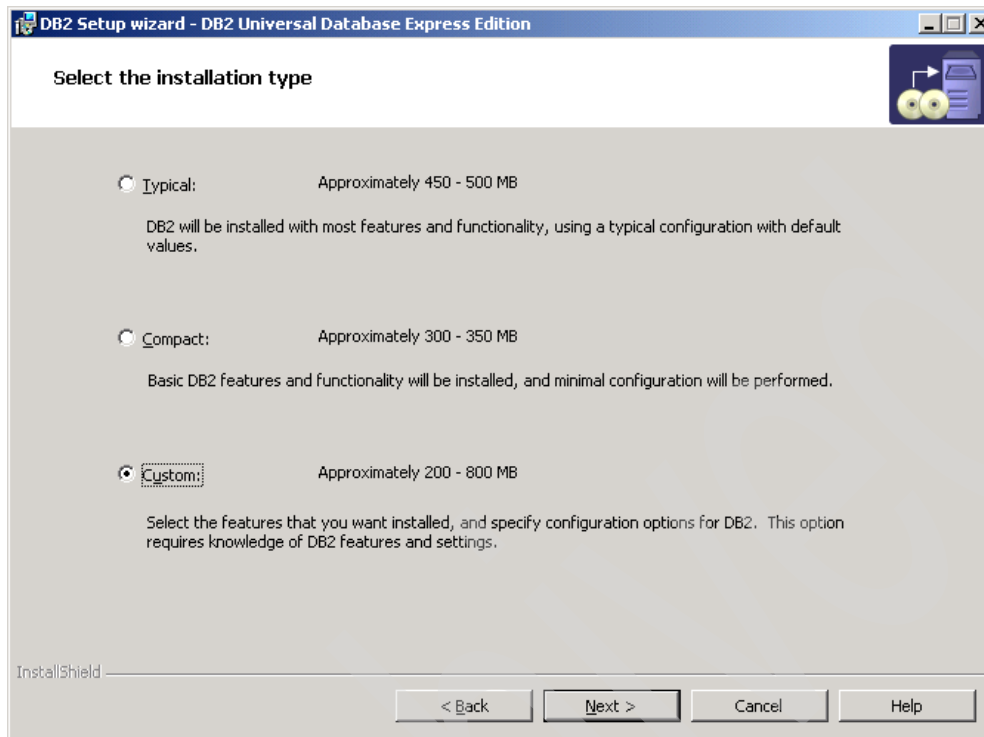 DB2 Setup wizard - DB2 Universal Database Express Edition
Select the installation type
Typical: Approximately 450 - 500 MB
DB2 will be installed with most features and functionality, using a typical configuration with default
values.
Compact: Approximately 300 - 350 MB
Basic DB2 features and functionality will be installed, and minimal configuration will be performed.
Custom: Approximately 200 - 800 MB
Select the features that you want installed, and specify configuration options for DB2. This option
requires knowledge of DB2 features and settings.
InstallShield
< Back Next > Cancel Help